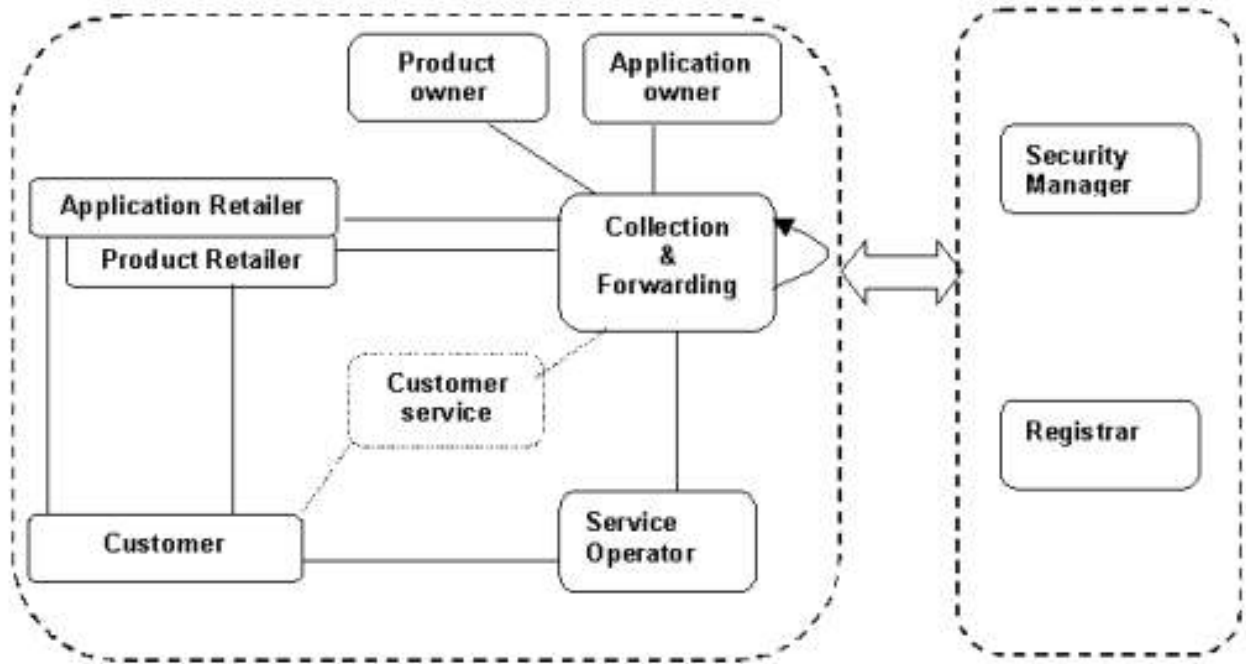 Product
owner
Application
owner
Security
Manager
Application Retailer
Product Retailer
Collection
&
Forwarding
Customer
service
Registrar
Customer
Service
Operator